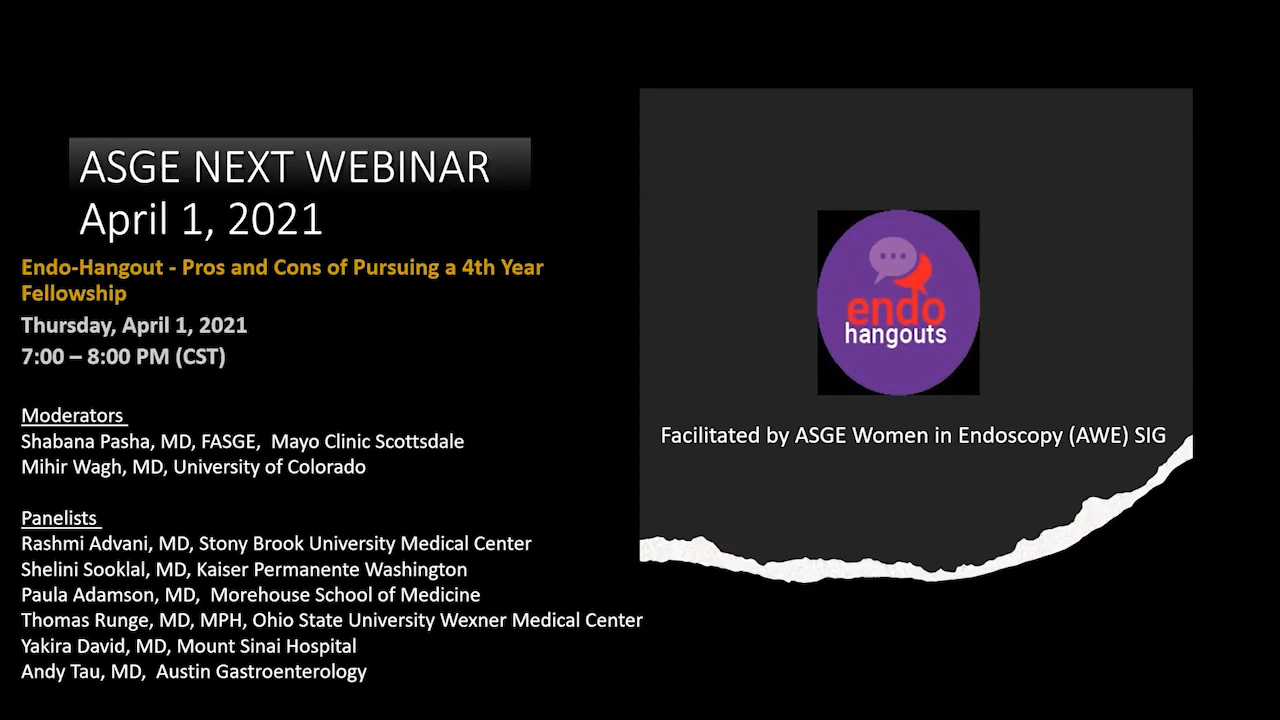 ASGE NEXT WEBINAR
April 1, 2021
Endo-Hangout - Pros and Cons of Pursuing a 4th Year
Fellowship
Thursday, April 1, 2021
7:00 – 8:00 PM (CST)
Moderators
Shabana Pasha, MD, FASGE, Mayo Clinic Scottsdale
Mihir Wagh, MD, University of Colorado
Panelists
Rashmi Advani, MD, Stony Brook University Medical Center
Shelini Sooklal, MD, Kaiser Permanente Washington
Paula Adamson, MD, Morehouse School of Medicine
Thomas Runge, MD, MPH, Ohio State University Wexner Medical Center
Yakira David, MD, Mount Sinai Hospital
Andy Tau, MD, Austin Gastroenterology
endo
hangouts
Facilitated by ASGE Women in Endoscopy (AWE) SIG